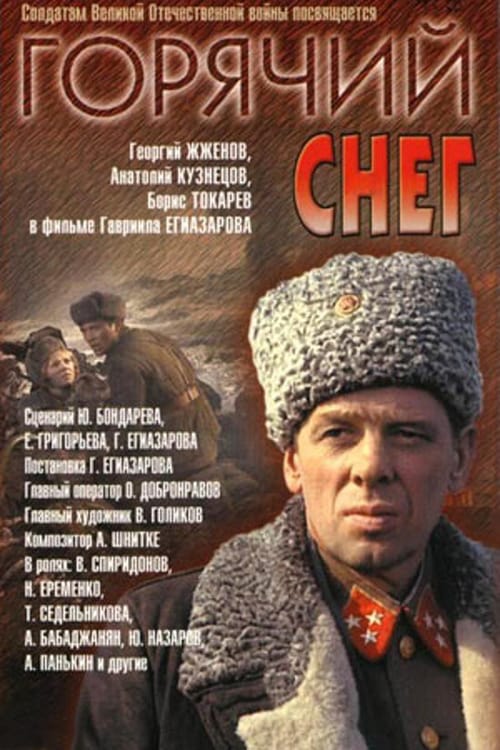 Солдатам Великой Отечественной войны посвящается
ГОРЯЧИЙ
СНЕГ
Георгий ЖЖЕНОВ,
Анатолий КУЗНЕЦОВ,
Борис ТОКАРЕВ
в фильме Гавриила ЕГИАЗАРОВА
Сценарий Ю. БОНДАРЕВА,
Е. ГРИГОРЬЕВА, Г. ЕГИАЗАРОВА
Постановка Г. ЕГИАЗАРОВА
Главный оператор О. ДОБРОНРАВОВ
Главный художник В. ГОЛИКОВ
Композитор А. ШНИТКЕ
В ролях: В. СПИРИДОНОВ,
Н. ЕРЕМЕНКО,
Т. СЕДЕЛЬНИКОВА,
А. БАБАДЖАНЯН, Ю. НАЗАРОВ,
А. ПАНЬКИН и другие